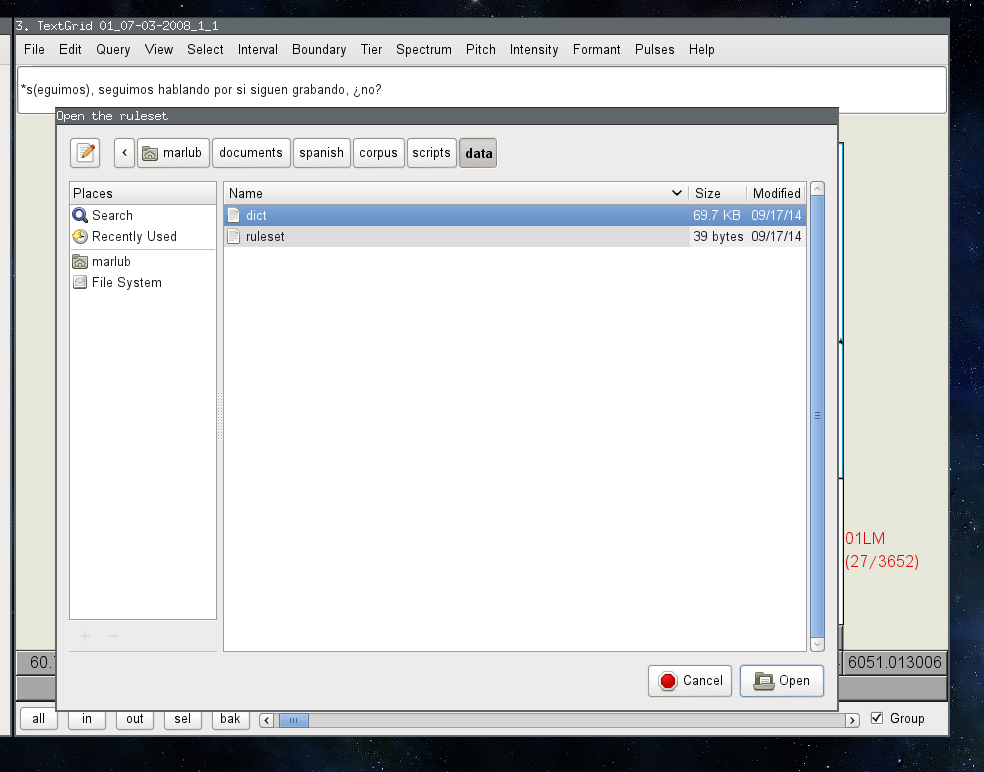 3. TextGrid 01_07-03-2008_1_1
File Edit Query View Select Interval Boundary Tier Spectrum Pitch Intensity Formant Pulses Help
*s(eguimos), seguimos hablando por si siguen grabando, ¿no?
Open the ruleset
marlub documents spanish corpus scripts data
Places
Search
Recently Used
marlub
File System
Name Size Modified
dict 69.7 KB 09/17/14
ruleset 39 bytes 09/17/14
01LM
(27/3652)
Cancel Open
6051.013006
all in out sel bak Group